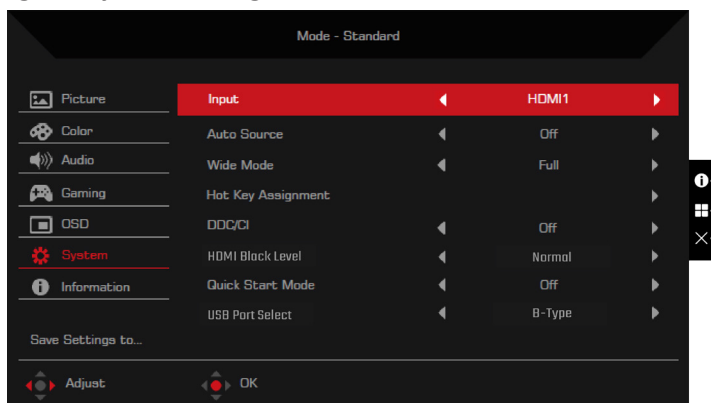 Mode - Standard
Picture
Input HDMI1
Color
Auto Source Off
Audio
Wide Mode Full
Gaming
Hot Key Assignment
OSD
DDC/CI Off
System
HDMI Black Level Normal
Information
Quick Start Mode Off
USB Port Select B-Type
Save Settings to...
Adjust OK